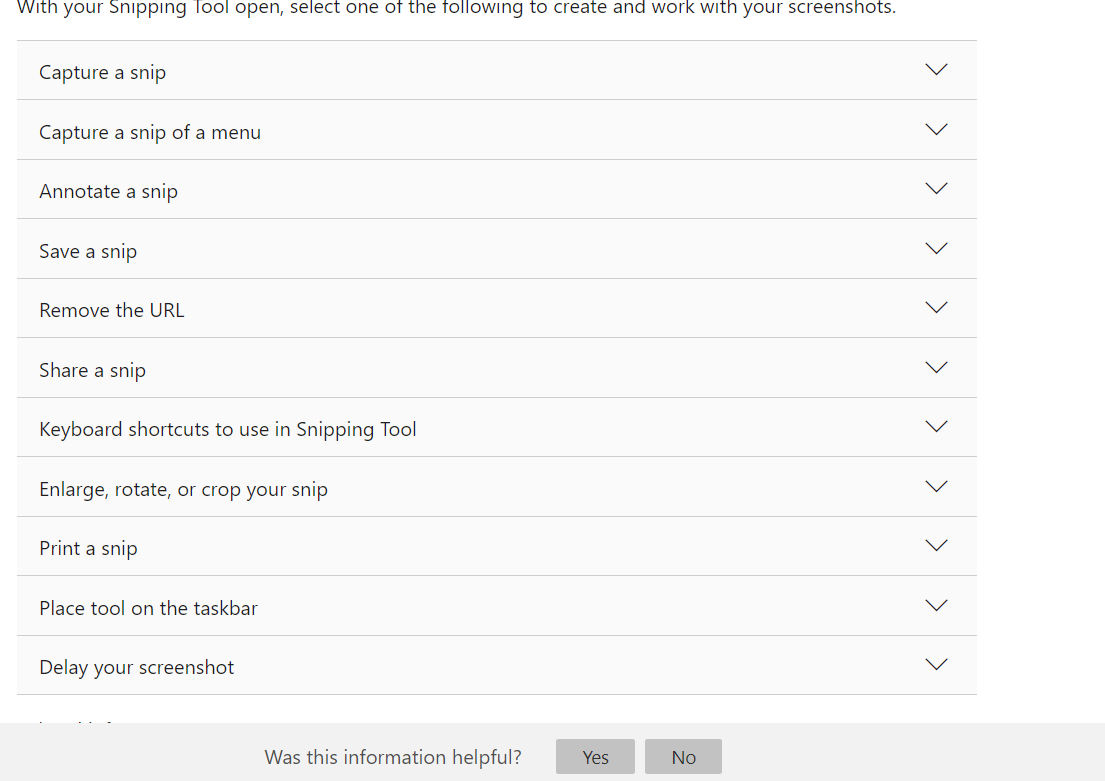 With your Snipping Tool open, select one of the following to create and work with your screenshots.
Capture a snip
Capture a snip of a menu
Annotate a snip
Save a snip
Remove the URL
Share a snip
Keyboard shortcuts to use in Snipping Tool
Enlarge, rotate, or crop your snip
Print a snip
Place tool on the taskbar
Delay your screenshot
Was this information helpful?
Yes
No